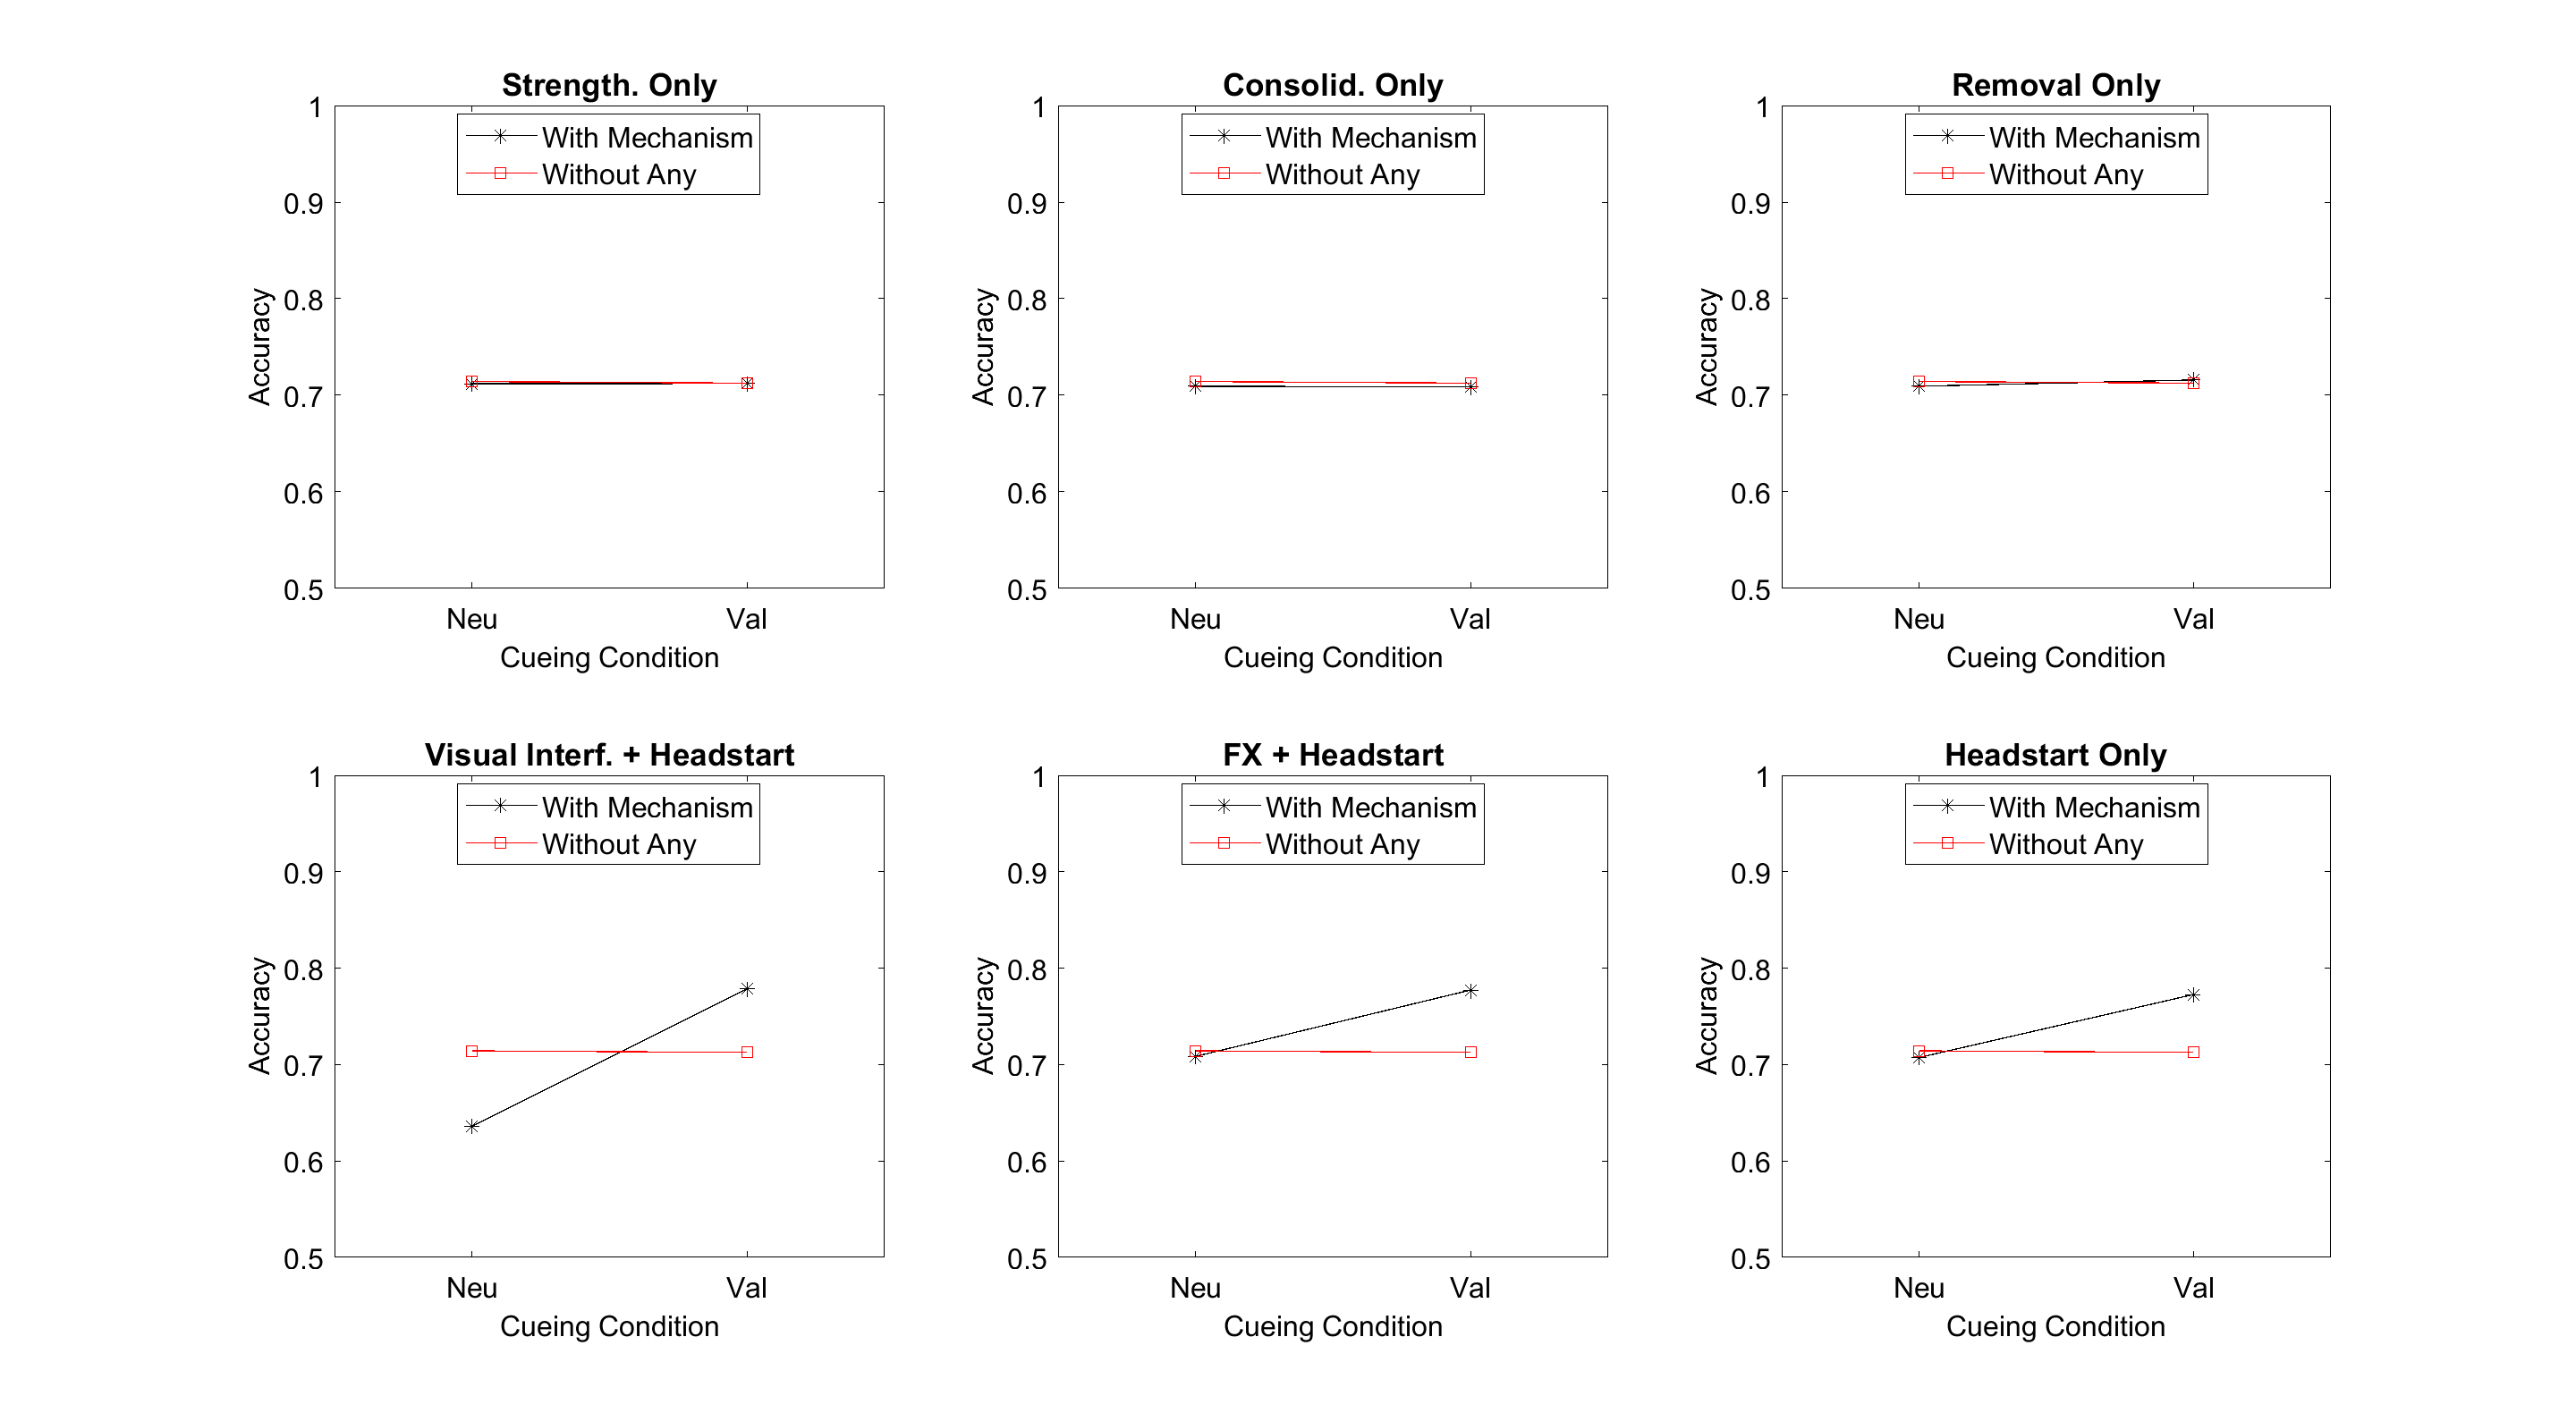 Strength. Only
With Mechanism
Without Any
1
0.9
0.8
0.7
0.6
0.5
Accuracy
Neu Val
Cueing Condition
Consolid. Only
With Mechanism
Without Any
1
0.9
0.8
0.7
0.6
0.5
Accuracy
Neu Val
Cueing Condition
Removal Only
With Mechanism
Without Any
1
0.9
0.8
0.7
0.6
0.5
Accuracy
Neu Val
Cueing Condition
Visual Interf. + Headstart
With Mechanism
Without Any
1
0.9
0.8
0.7
0.6
0.5
Accuracy
Neu Val
Cueing Condition
FX + Headstart
With Mechanism
Without Any
1
0.9
0.8
0.7
0.6
0.5
Accuracy
Neu Val
Cueing Condition
Headstart Only
With Mechanism
Without Any
1
0.9
0.8
0.7
0.6
0.5
Accuracy
Neu Val
Cueing Condition